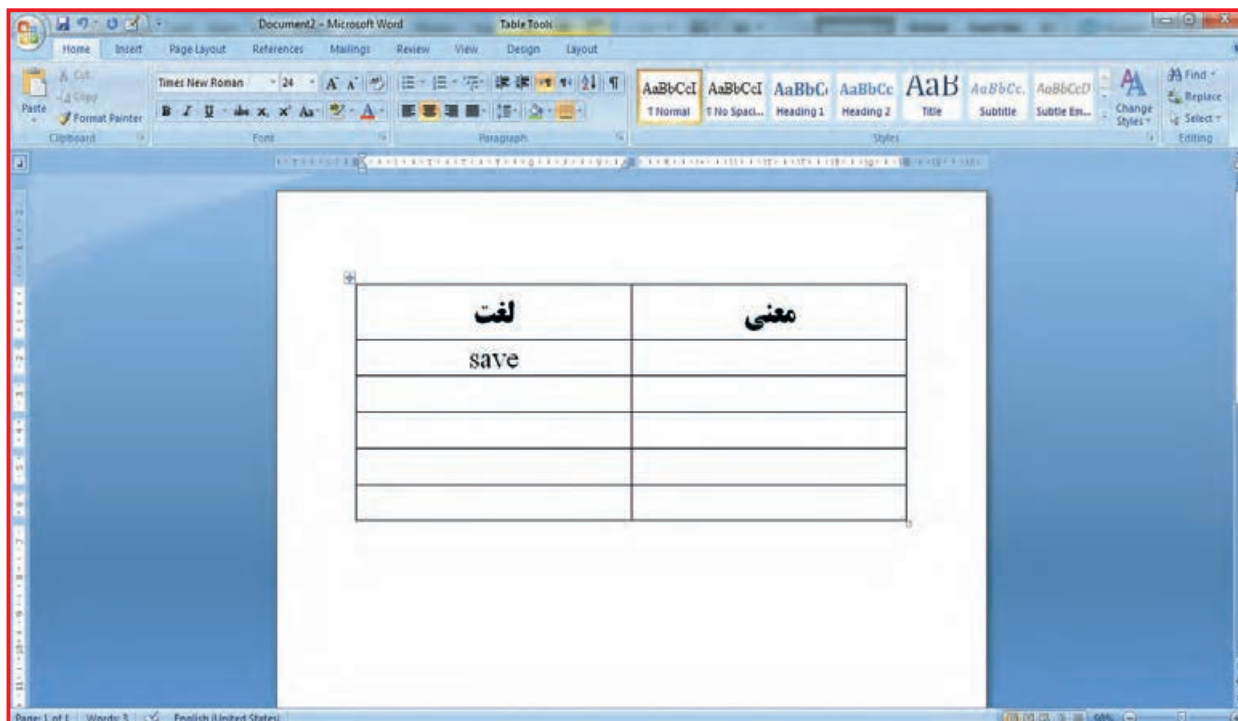 Document2 - Microsoft Word
Table Tools
Home Insert Page Layout References Mailings Review View Design Layout
Paste
Cut
Copy
Format Painter
Clipboard
Times New Roman 24
Font
Paragraph
AaBbCcI AaBbCcI AaBbC AaBbCc AaB AaBbCc. AaBbCcD
¶ Normal ¶ No Spaci... Heading 1 Heading 2 Title Subtitle Subtle Em...
Change Styles
Styles
Find
Replace
Select
Editing
لغت معنی
save
Page: 1 of 1 Words: 3 English (United States)